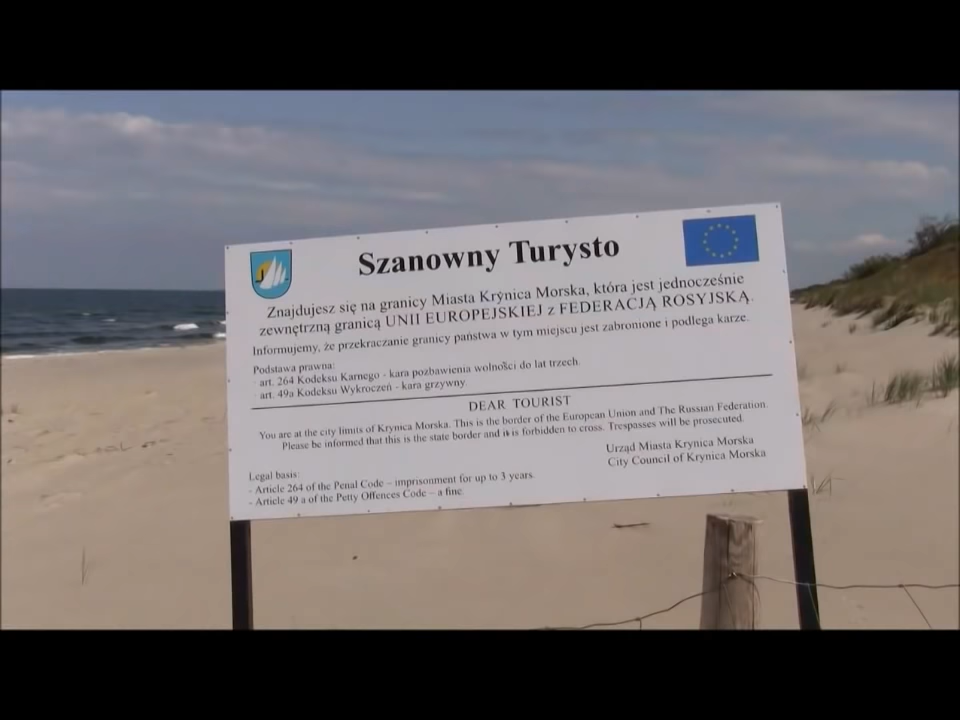 Szanowny Turysto
Znajdujesz się na granicy Miasta Krynica Morska, która jest jednocześnie
zewnętrzną granicą UNII EUROPEJSKIEJ z FEDERACJĄ ROSYJSKĄ.
Informujemy, że przekraczanie granicy państwa w tym miejscu jest zabronione i podlega karze.
Podstawa prawna:
- art. 264 Kodeksu Karnego - kara pozbawienia wolności do lat trzech.
- art. 49a Kodeksu Wykroczeń - kara grzywny
DEAR TOURIST
You are at the city limits of Krynica Morska. This is the border of the European Union and The Russian Federation.
Please be informed that this is the state border and it is forbidden to cross. Trespasses will be prosecuted.
Urząd Miasta Krynica Morska
City Council of Krynica Morska
Legal basis:
- Article 264 of the Penal Code – imprisonment for up to 3 years.
- Article 49 a of the Petty Offences Code – a fine.